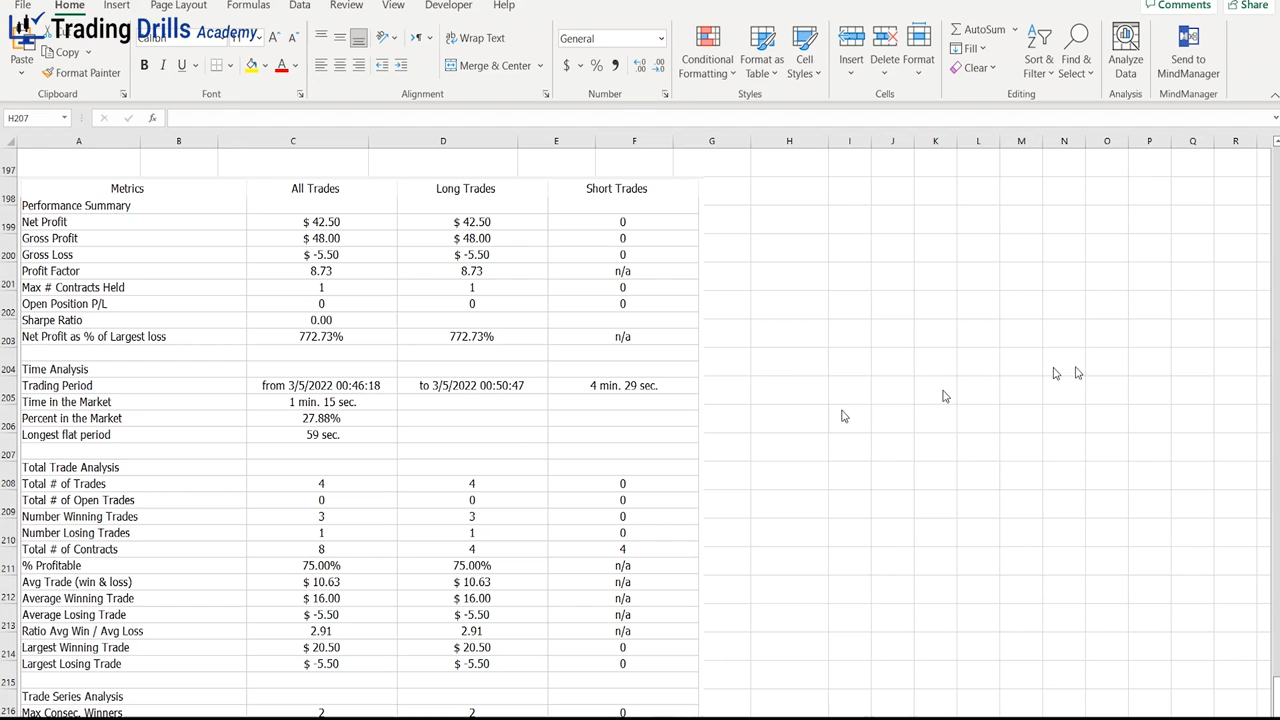 File Home Insert Page Layout Formulas Data Review View Developer Help Comments Share
Trading Drills Academy
Paste Copy Format Painter
Wrap Text Merge & Center
General
$ % 9
Conditional Formatting Format as Table Cell Styles
Insert Delete Format
AutoSum Fill Clear
Sort & Filter Find & Select
Analyze Data
Send to MindManager
Clipboard Font Alignment Number Styles Cells Editing Analysis MindManager
H207 fx
A B C D E F G H I J K L M N O P Q R
197
Metrics All Trades Long Trades Short Trades
198
Performance Summary
Net Profit $ 42.50 $ 42.50 0
199
Gross Profit $ 48.00 $ 48.00 0
200
Gross Loss $ -5.50 $ -5.50 0
Profit Factor 8.73 8.73 n/a
201
Max # Contracts Held 1 1 0
Open Position P/L 0 0 0
202
Sharpe Ratio 0.00
Net Profit as % of Largest loss 772.73% 772.73% n/a
203
204
Time Analysis
Trading Period from 3/5/2022 00:46:18 to 3/5/2022 00:50:47 4 min. 29 sec.
205
Time in the Market 1 min. 15 sec.
Percent in the Market 27.88%
206
Longest flat period 59 sec.
207
Total Trade Analysis
208
Total # of Trades 4 4 0
Total # of Open Trades 0 0 0
209
Number Winning Trades 3 3 0
Number Losing Trades 1 1 0
210
Total # of Contracts 8 4 4
211
% Profitable 75.00% 75.00% n/a
Avg Trade (win & loss) $ 10.63 $ 10.63 n/a
212
Average Winning Trade $ 16.00 $ 16.00 n/a
Average Losing Trade $ -5.50 $ -5.50 n/a
213
Ratio Avg Win / Avg Loss 2.91 2.91 n/a
214
Largest Winning Trade $ 20.50 $ 20.50 0
Largest Losing Trade $ -5.50 $ -5.50 0
215
Trade Series Analysis
216
Max Consec. Winners 2 2 0